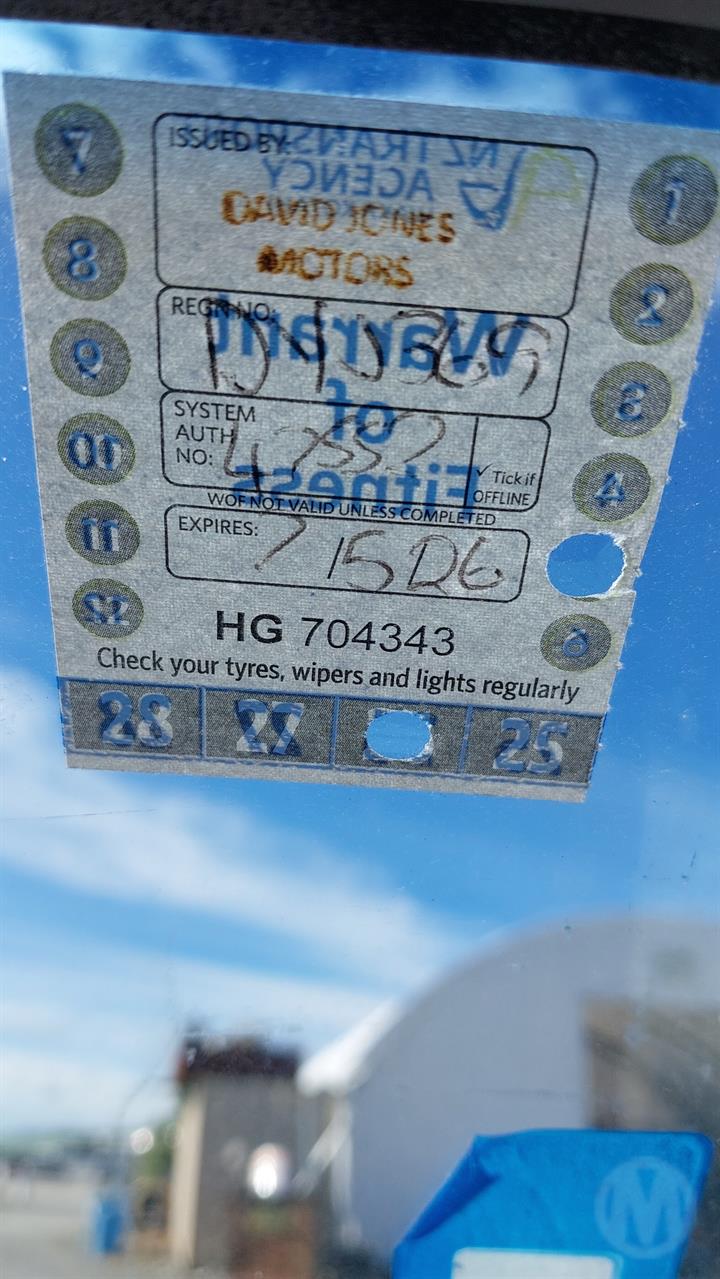 ISSUED BY:
NZ TRANSPORT
AGENCY
DAVID JONES
MOTORS
REGN NO:
Warrant
of
Fitness
SYSTEM
AUTH
NO:
✓ Tick if
OFFLINE
WOF NOT VALID UNLESS COMPLETED
EXPIRES: 7 / 5 / 26
HG 704343
Check your tyres, wipers and lights regularly
7
8
9
10
11
12
1
2
3
4
6
28 27 25
M